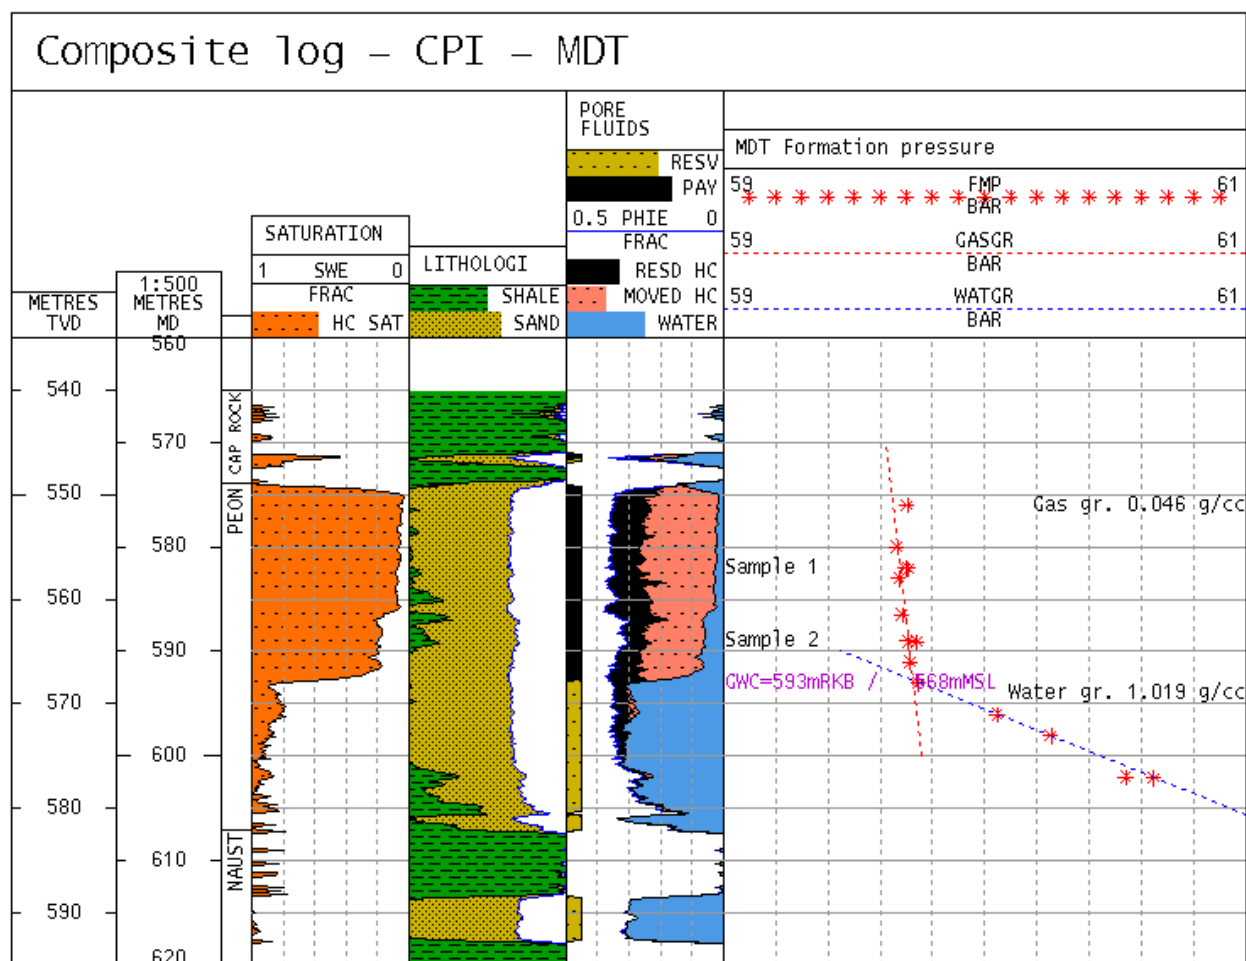 Composite log – CPI – MDT
PORE
FLUIDS
RESV
PAY
0.5 PHIE 0
FRAC
RESD HC
MOVED HC
WATER
MDT Formation pressure
59 FMP 61
BAR
59 GASGR 61
BAR
59 WATGR 61
BAR
SATURATION
1 SWE 0
FRAC
HC SAT
LITHOLOGI
SHALE
SAND
METRES
TVD
1:500
METRES
MD
540
550
560
570
580
590
560
570
580
590
600
610
620
CAP ROCK
PEON
NAUST
Gas gr. 0.046 g/cc
Sample 1
Sample 2
GWC=593mRKB / 568mMSL
Water gr. 1.019 g/cc